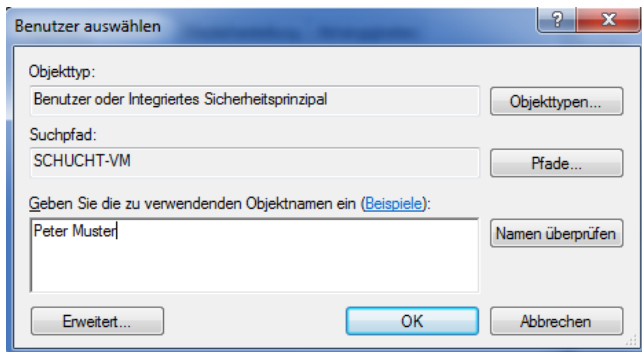 Benutzer auswählen
Objekttyp:
Benutzer oder Integriertes Sicherheitsprinzipal
Objekttypen...
Suchpfad:
SCHUCHT-VM
Pfade...
Geben Sie die zu verwendenden Objektnamen ein (Beispiele):
Peter Muster
Namen überprüfen
Erweitert...
OK
Abbrechen